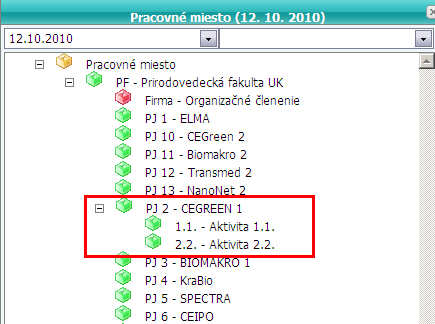 Pracovné miesto (12. 10. 2010)
12.10.2010
Pracovné miesto
PF - Prirodovedecká fakulta UK
Firma - Organizačné členenie
PJ 1 - ELMA
PJ 10 - CEGreen 2
PJ 11 - Biomakro 2
PJ 12 - Transmed 2
PJ 13 - NanoNet 2
PJ 2 - CEGREEN 1
1.1. - Aktivita 1.1.
2.2. - Aktivita 2.2.
PJ 3 - BIOMAKRO 1
PJ 4 - KraBio
PJ 5 - SPECTRA
PJ 6 - CEIPO